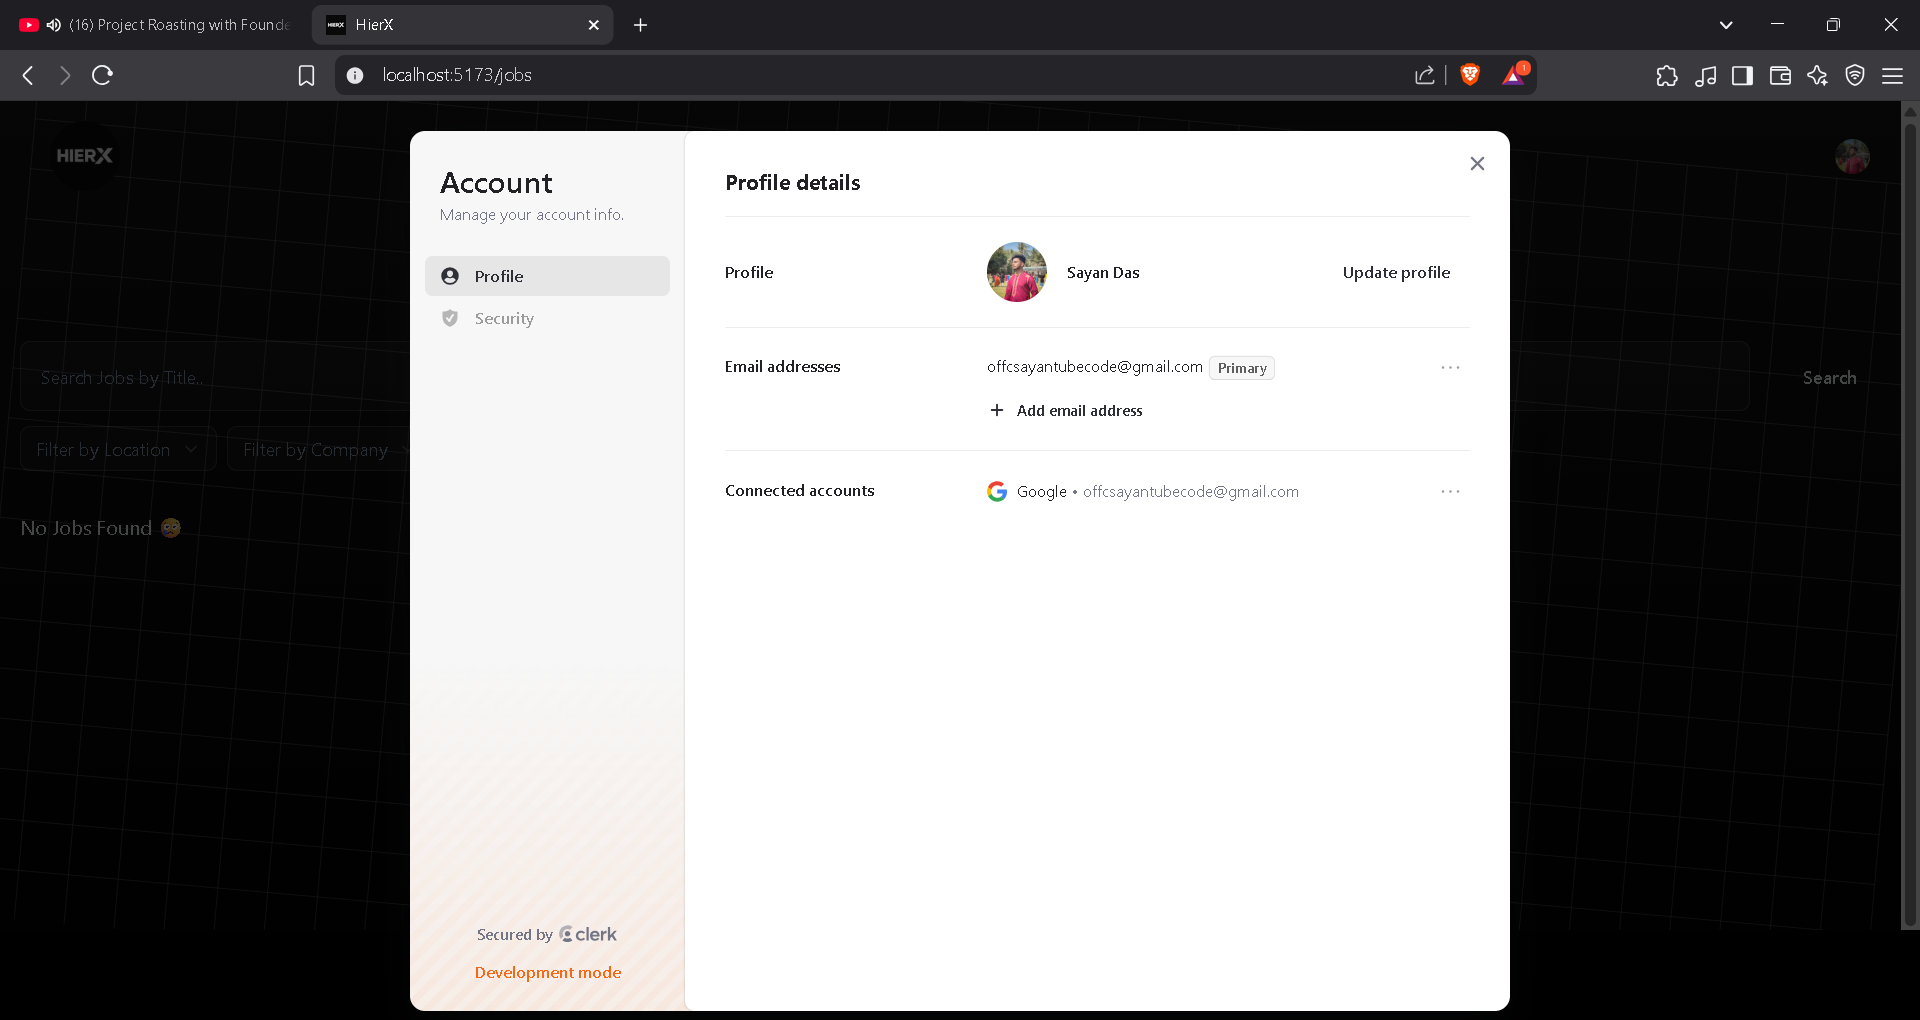 (16) Project Roasting with Founde
HierX
localhost:5173/jobs
1
HIERX
Search Jobs by Title..
Search
Filter by Location
Filter by Company
No Jobs Found
Account
Manage your account info.
Profile
Security
Secured by clerk
Development mode
Profile details
Profile
Sayan Das
Update profile
Email addresses
offcsayantubecode@gmail.com Primary
+ Add email address
Connected accounts
Google • offcsayantubecode@gmail.com